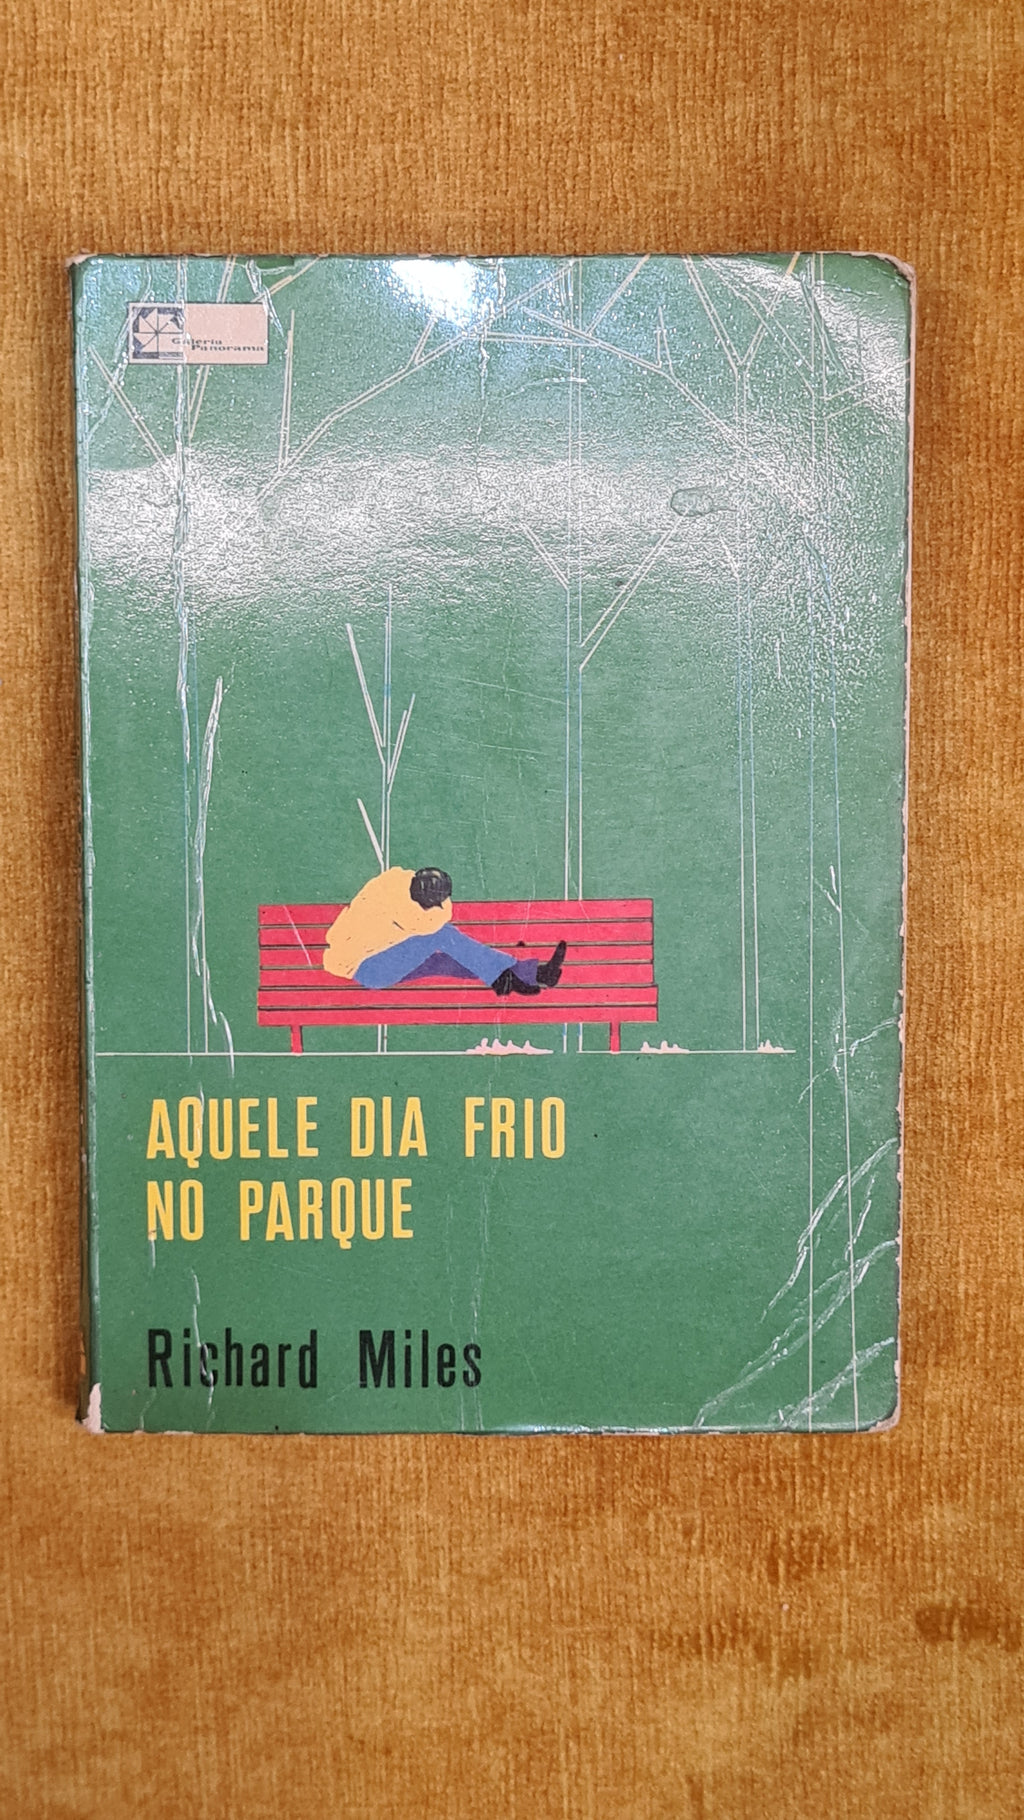 Galeria
Panorama
AQUELE DIA FRIO
NO PARQUE
Richard Miles